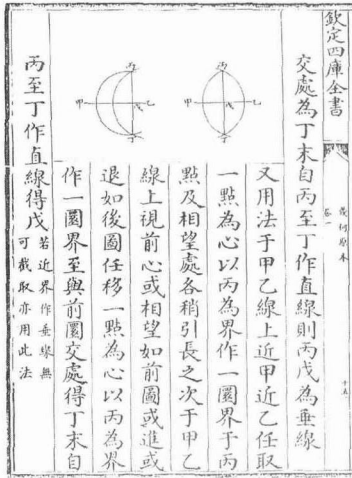 欽定四庫全書
幾何原本
卷一
十五
交處為丁末自丙至丁作直線則丙戊為垂線
又用法于甲乙線上近甲近乙任取
一點為心以丙為界作一圜界于丙
點及相望處各稍引長之次于甲乙
線上視前心或相望如前圖或進或
退如後圖任移一點為心以丙為界
作一圜界至與前圜交處得丁末自
丙至丁作直線得戊若近界作垂線無
可截取亦用此法
丙
甲
乙
戊
丁
丙
甲
乙
戊
丁